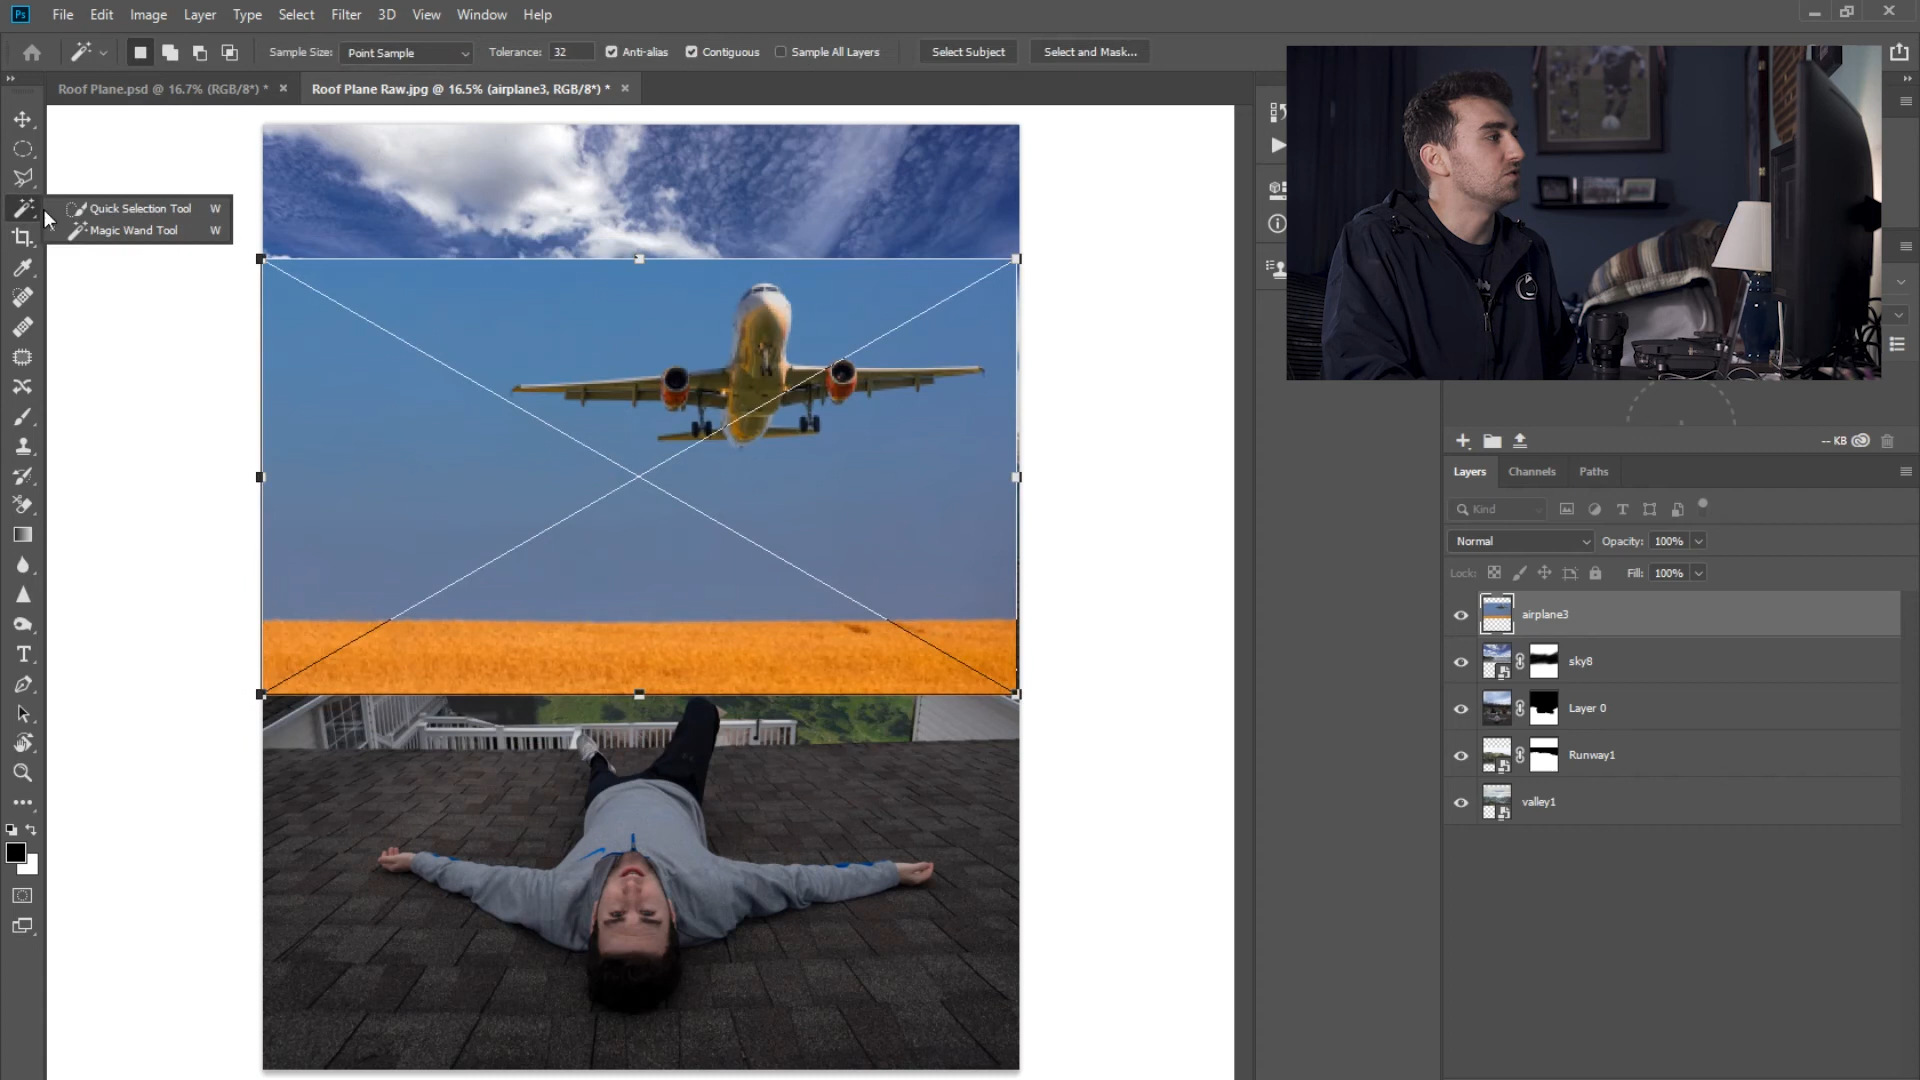 Ps File Edit Image Layer Type Select Filter 3D View Window Help
Sample Size: Point Sample Tolerance: 32 Anti-alias Contiguous Sample All Layers Select Subject Select and Mask...
Roof Plane.psd @ 16.7% (RGB/8*) * × Roof Plane Raw.jpg @ 16.5% (airplane3, RGB/8*) * ×
Quick Selection Tool W
Magic Wand Tool W
-- KB
Layers Channels Paths
Kind
Normal Opacity: 100%
Lock: Fill: 100%
airplane3
sky8
Layer 0
Runway1
valley1